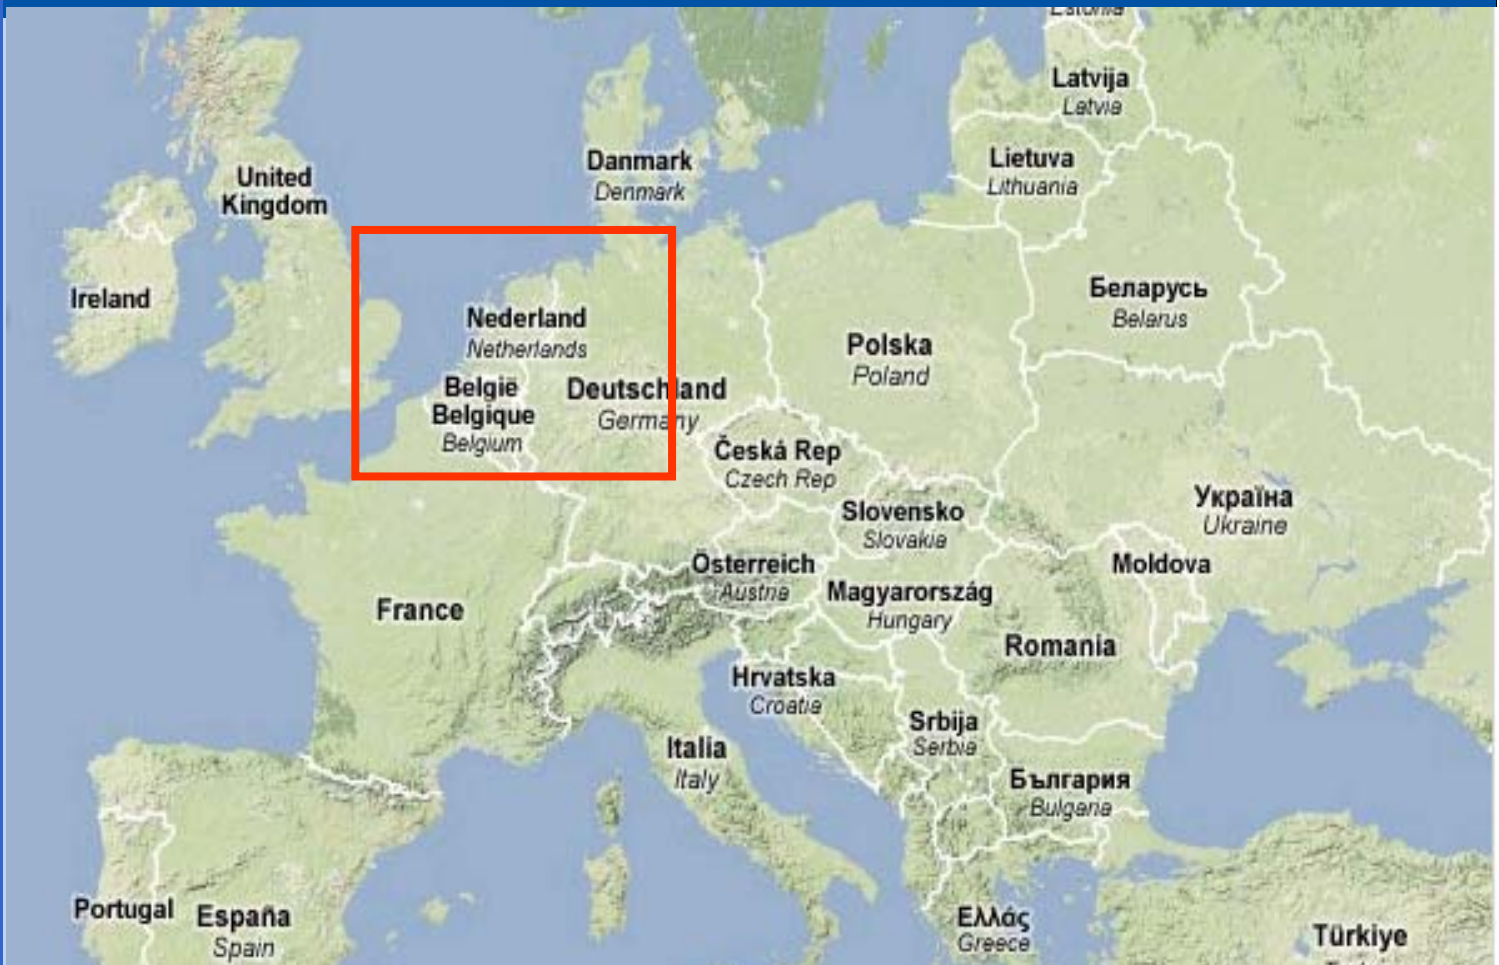 Estonia
Latvija
Latvia
Lietuva
Lithuania
Danmark
Denmark
United
Kingdom
Ireland
Беларусь
Belarus
Nederland
Netherlands
Polska
Poland
België
Belgique
Belgium
Deutschland
Germany
Česká Rep
Czech Rep
Slovensko
Slovakia
Україна
Ukraine
Österreich
Austria
Moldova
Magyarország
Hungary
France
Romania
Hrvatska
Croatia
Srbija
Serbia
Italia
Italy
България
Bulgaria
Portugal
España
Spain
Ελλάς
Greece
Türkiye